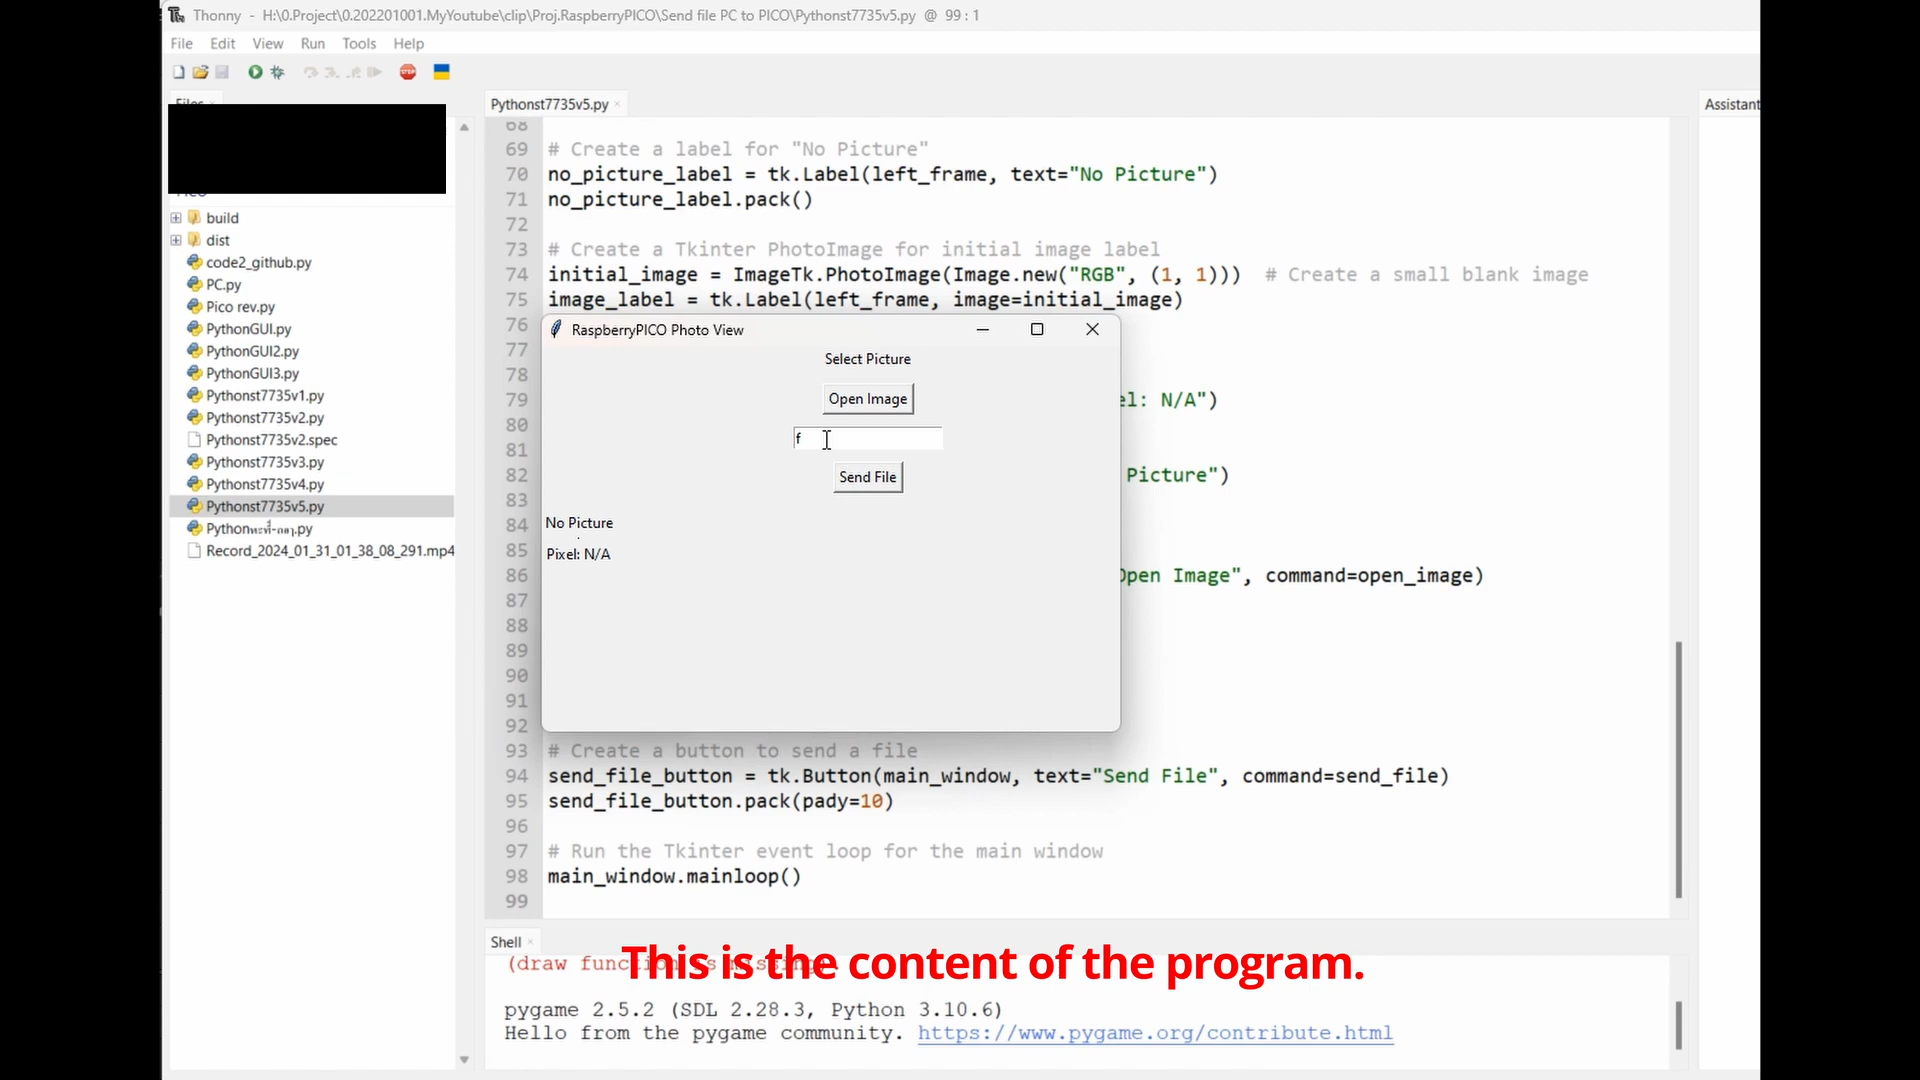 Thonny - H:\0.Project\0.202201001.MyYoutube\clip\Proj.RaspberryPICO\Send file PC to PICO\Pythonst7735v5.py @ 99 : 1
File Edit View Run Tools Help
STOP
Files
build
dist
code2_github.py
PC.py
Pico rev.py
PythonGUI.py
PythonGUI2.py
PythonGUI3.py
Pythonst7735v1.py
Pythonst7735v2.py
Pythonst7735v2.spec
Pythonst7735v3.py
Pythonst7735v4.py
Pythonst7735v5.py
Record_2024_01_31_01_38_08_291.mp4
Pythonst7735v5.py
Assistant
68
69 # Create a label for "No Picture"
70 no_picture_label = tk.Label(left_frame, text="No Picture")
71 no_picture_label.pack()
72
73 # Create a Tkinter PhotoImage for initial image label
74 initial_image = ImageTk.PhotoImage(Image.new("RGB", (1, 1))) # Create a small blank image
75 image_label = tk.Label(left_frame, image=initial_image)
76
77
78
79 el: N/A")
80
81
82 Picture")
83
84
85
86 Open Image", command=open_image)
87
88
89
90
91
92
93 # Create a button to send a file
94 send_file_button = tk.Button(main_window, text="Send File", command=send_file)
95 send_file_button.pack(pady=10)
96
97 # Run the Tkinter event loop for the main window
98 main_window.mainloop()
99
RaspberryPICO Photo View
Select Picture
Open Image
f
Send File
No Picture
Pixel: N/A
Shell
(draw func
This is the content of the program.
pygame 2.5.2 (SDL 2.28.3, Python 3.10.6)
Hello from the pygame community. https://www.pygame.org/contribute.html